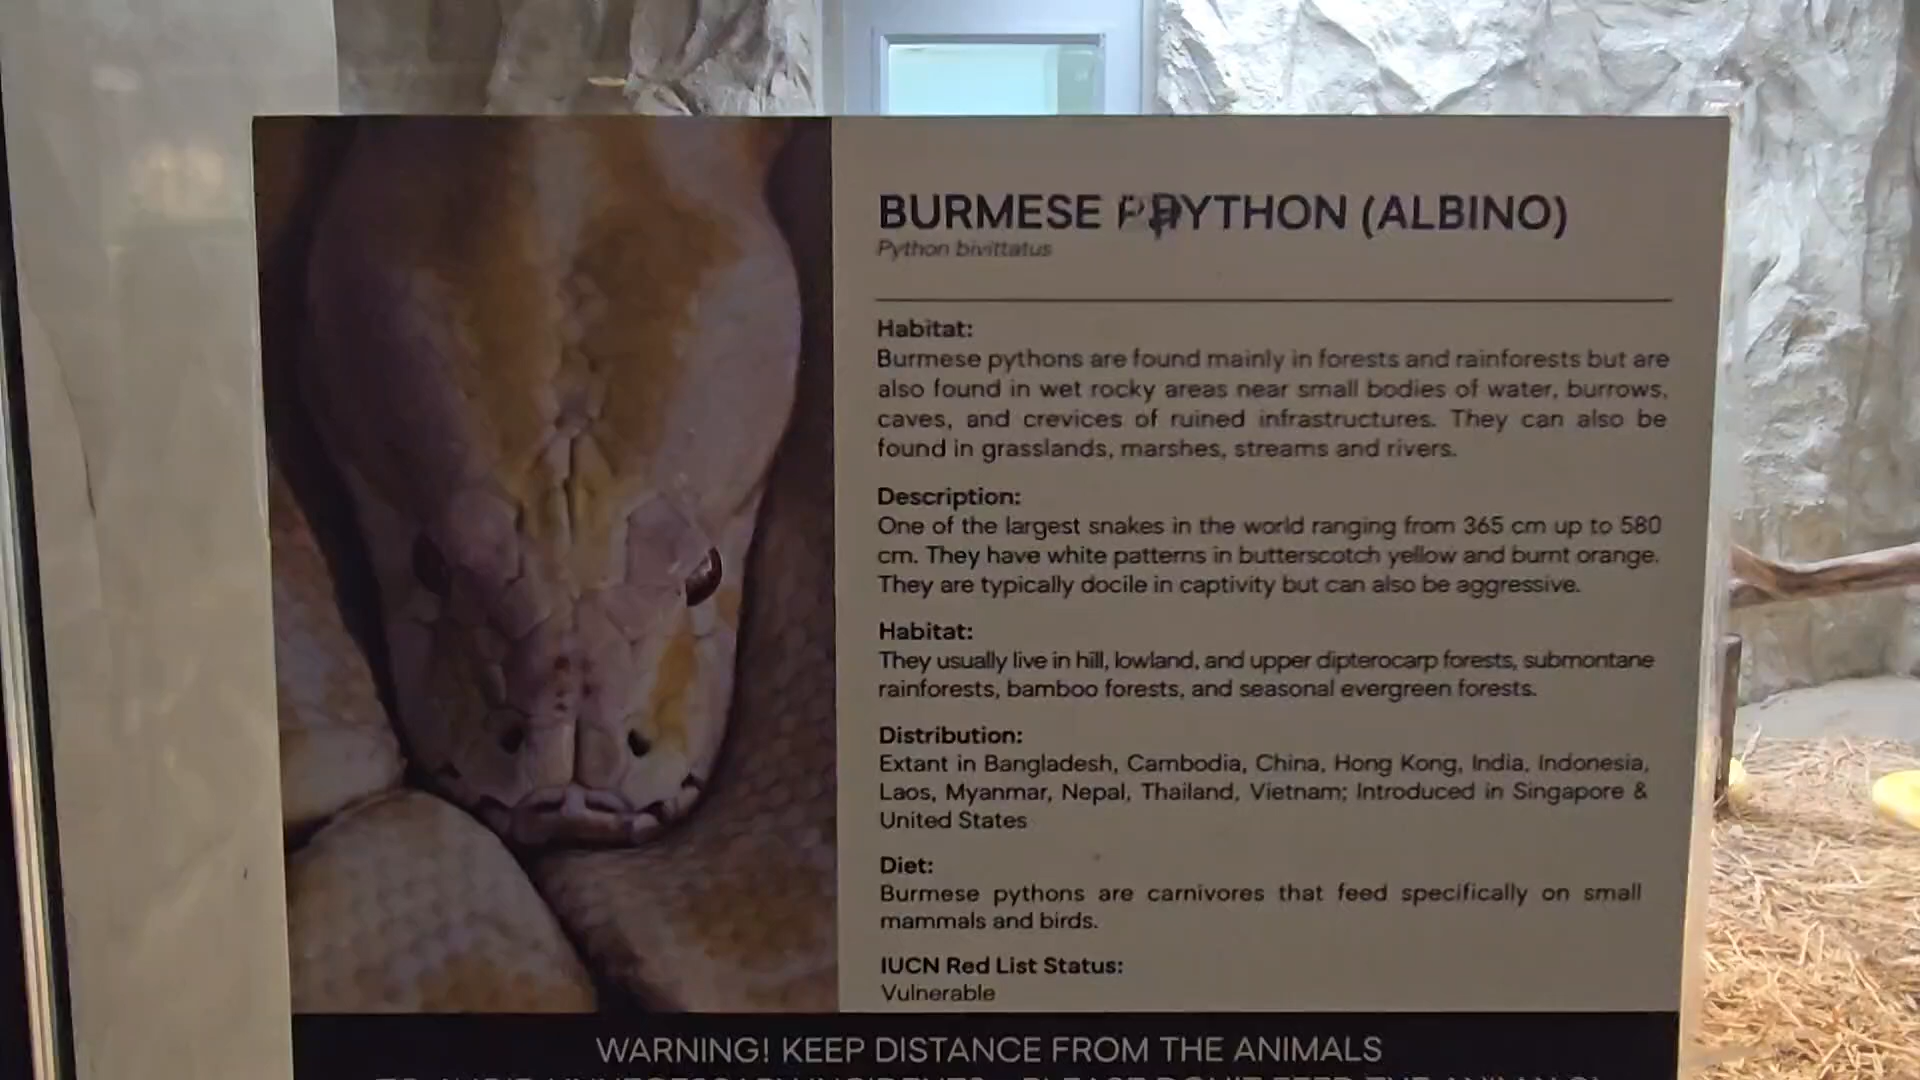 BURMESE PYTHON (ALBINO)
Python bivittatus
Habitat:
Burmese pythons are found mainly in forests and rainforests but are
also found in wet rocky areas near small bodies of water, burrows,
caves, and crevices of ruined infrastructures. They can also be
found in grasslands, marshes, streams and rivers.
Description:
One of the largest snakes in the world ranging from 365 cm up to 580
cm. They have white patterns in butterscotch yellow and burnt orange.
They are typically docile in captivity but can also be aggressive.
Habitat:
They usually live in hill, lowland, and upper dipterocarp forests, submontane
rainforests, bamboo forests, and seasonal evergreen forests.
Distribution:
Extant in Bangladesh, Cambodia, China, Hong Kong, India, Indonesia,
Laos, Myanmar, Nepal, Thailand, Vietnam; Introduced in Singapore &
United States
Diet:
Burmese pythons are carnivores that feed specifically on small
mammals and birds.
IUCN Red List Status:
Vulnerable
WARNING! KEEP DISTANCE FROM THE ANIMALS